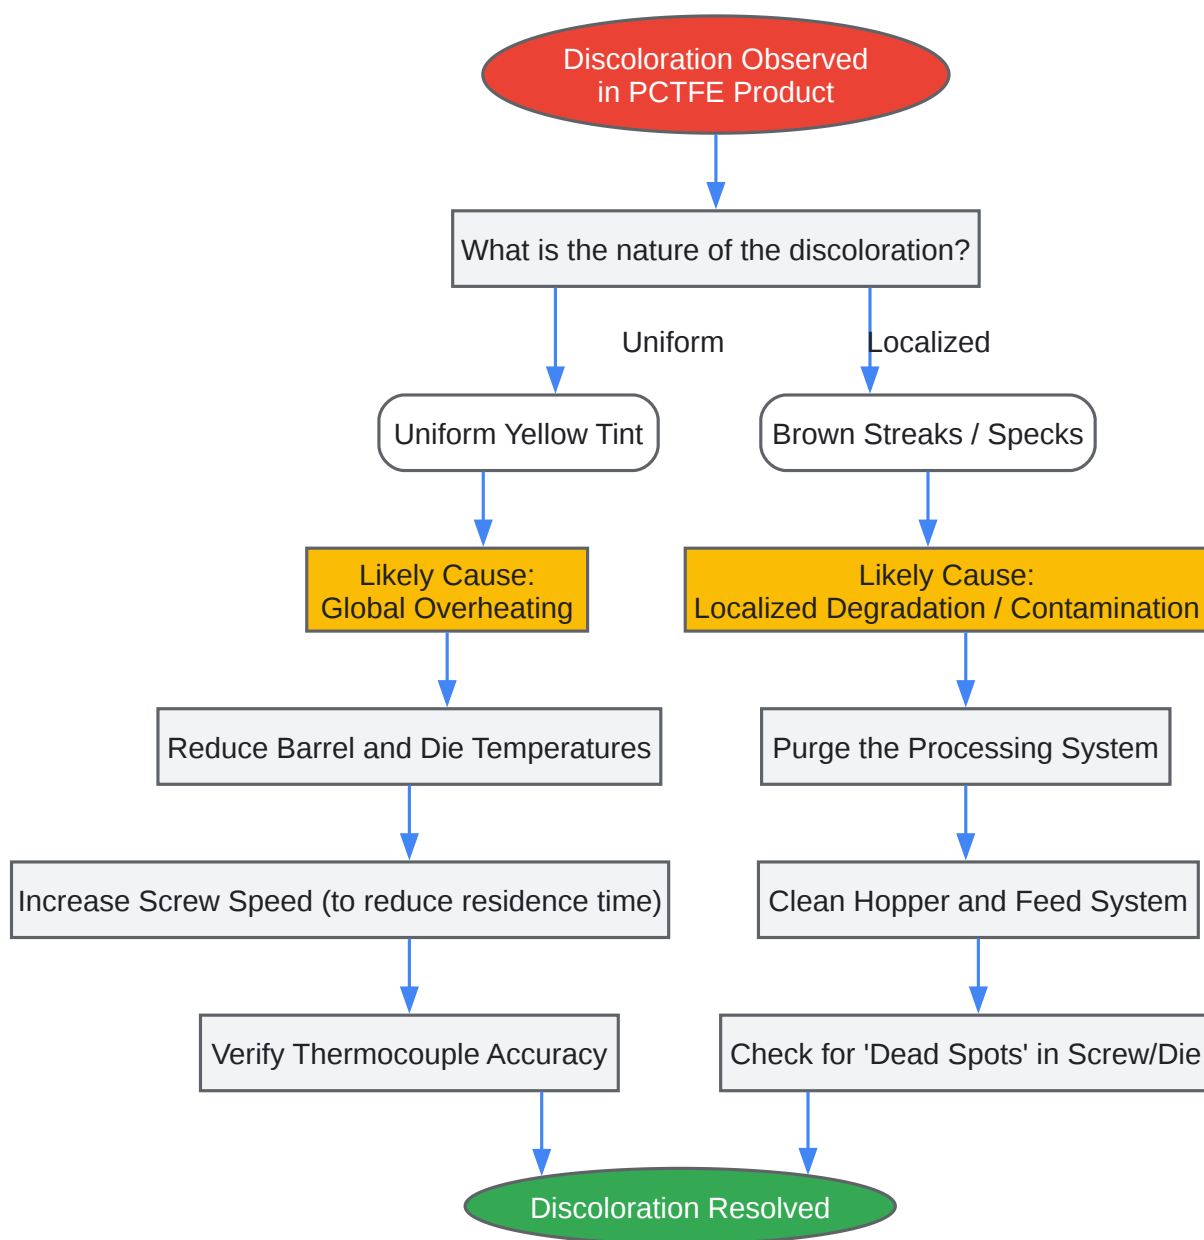 Discoloration Observed
in PCTFE Product
What is the nature of the discoloration?
Uniform
Localized
Uniform Yellow Tint
Brown Streaks / Specks
Likely Cause:
Global Overheating
Likely Cause:
Localized Degradation / Contamination
Reduce Barrel and Die Temperatures
Purge the Processing System
Increase Screw Speed (to reduce residence time)
Clean Hopper and Feed System
Verify Thermocouple Accuracy
Check for 'Dead Spots' in Screw/Die
Discoloration Resolved